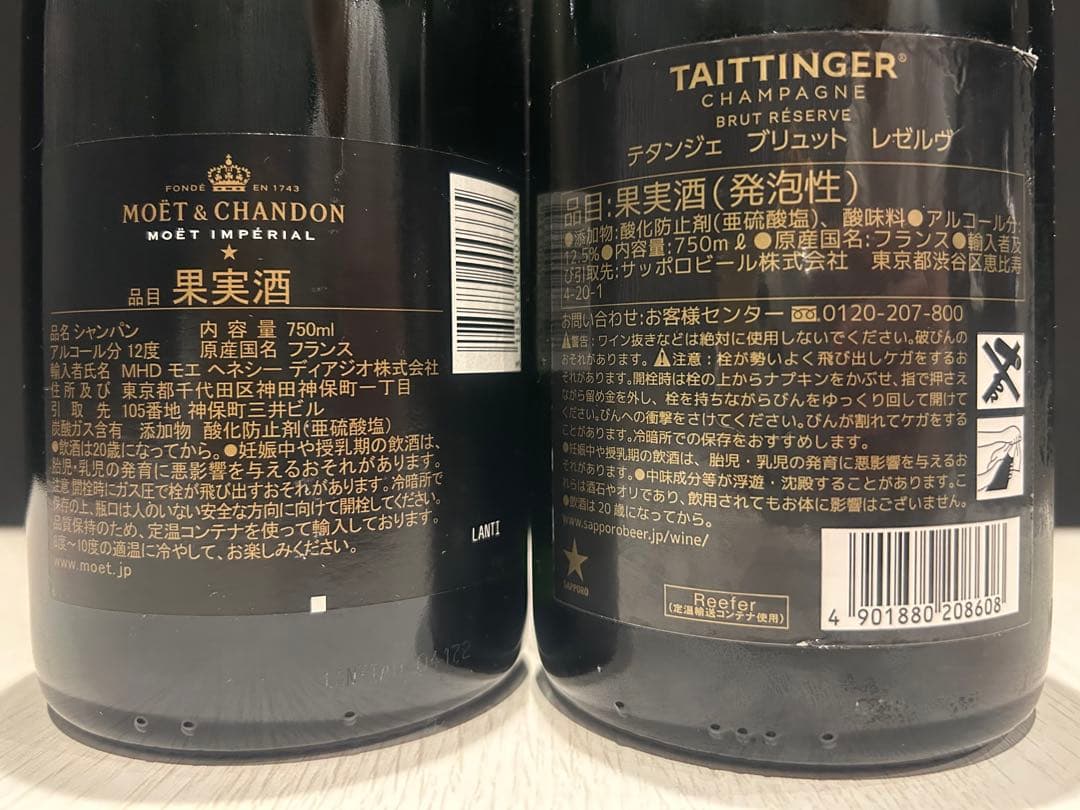 FONDÉ EN 1743
MOËT & CHANDON
MOËT IMPÉRIAL
品目 果実酒
品名 シャンパン 内容量 750ml
アルコール分 12度 原産国名 フランス
輸入者氏名 MHD モエ ヘネシー ディアジオ株式会社
住所及び 東京都千代田区神田神保町一丁目
引取先 105番地 神保町三井ビル
炭酸ガス含有 添加物 酸化防止剤(亜硫酸塩)
●飲酒は20歳になってから。●妊娠中や授乳期の飲酒は、
胎児・乳児の発育に悪影響を与えるおそれがあります。
注意 開栓時にガス圧で栓が飛び出すおそれがあります。冷暗所で
保存の上、瓶口は人のいない安全な方向に向けて開栓してください。
品質保持のため、定温コンテナを使って輸入しております。
8度~10度の適温に冷やして、お楽しみください。
www.moet.jp
LANTI
TAITTINGER®
CHAMPAGNE
BRUT RÉSERVE
テタンジェ ブリュット レゼルヴ
品目:果実酒(発泡性)
●添加物:酸化防止剤(亜硫酸塩)、酸味料●アルコール分:
12.5%●内容量:750mℓ●原産国名:フランス●輸入者及
び引取先:サッポロビール株式会社 東京都渋谷区恵比寿
4-20-1
お問い合わせ:お客様センター 0120-207-800
警告:ワイン抜きなどは絶対に使用しないでください。破びんの
おそれがあります。注意:栓が勢いよく飛び出しケガをするお
それがあります。開栓時は栓の上からナプキンをかぶせ、指で押さえ
ながら留め金を外し、栓を持ちながらびんをゆっくり回して開けて
ください。びんへの衝撃をさけてください。びんが割れてケガをする
ことがあります。冷暗所での保存をおすすめします。
●妊娠中や授乳期の飲酒は、胎児・乳児の発育に悪影響を与えるお
それがあります。●中味成分等が浮遊・沈殿することがあります。こ
れらは酒石やオリであり、飲用されてもお体に影響はございません。
●飲酒は20歳になってから。
www.sapporobeer.jp/wine/
SAPPORO
Reefer
(定温輸送コンテナ使用)
4 901880 208608